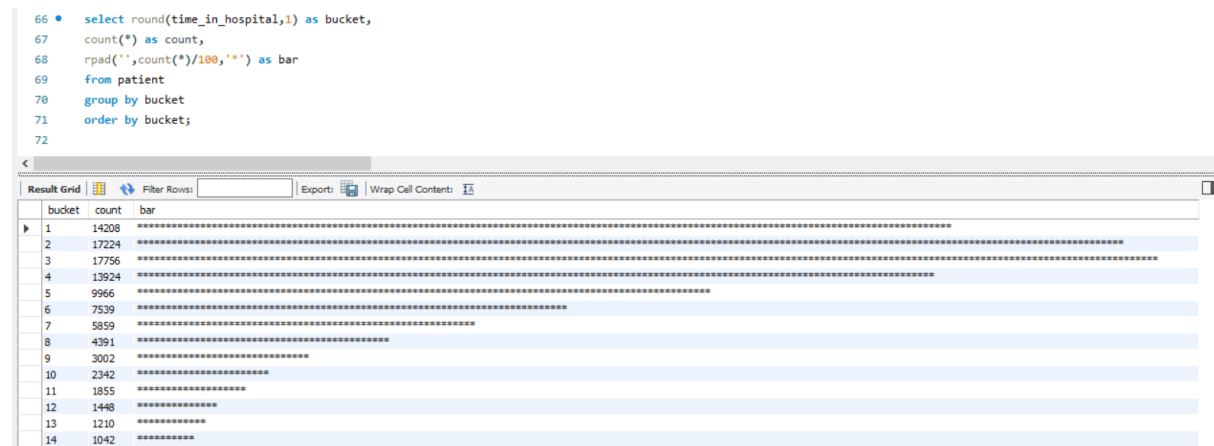 66 select round(time_in_hospital,1) as bucket,
67 count(*) as count,
68 rpad('',count(*)/100,'*') as bar
69 from patient
70 group by bucket
71 order by bucket;
72
Result Grid Filter Rows: Export: Wrap Cell Content: IA
bucket count bar
1 14208 **********************************************************************************************************************************************
2 17224 ****************************************************************************************************************************************************************************
3 17756 **********************************************************************************************************************************************************************************
4 13924 *******************************************************************************************************************************************
5 9966 ****************************************************************************************************
6 7539 ***************************************************************************
7 5859 ***********************************************************
8 4391 ********************************************
9 3002 ******************************
10 2342 ***********************
11 1855 *******************
12 1448 **************
13 1210 ************
14 1042 **********